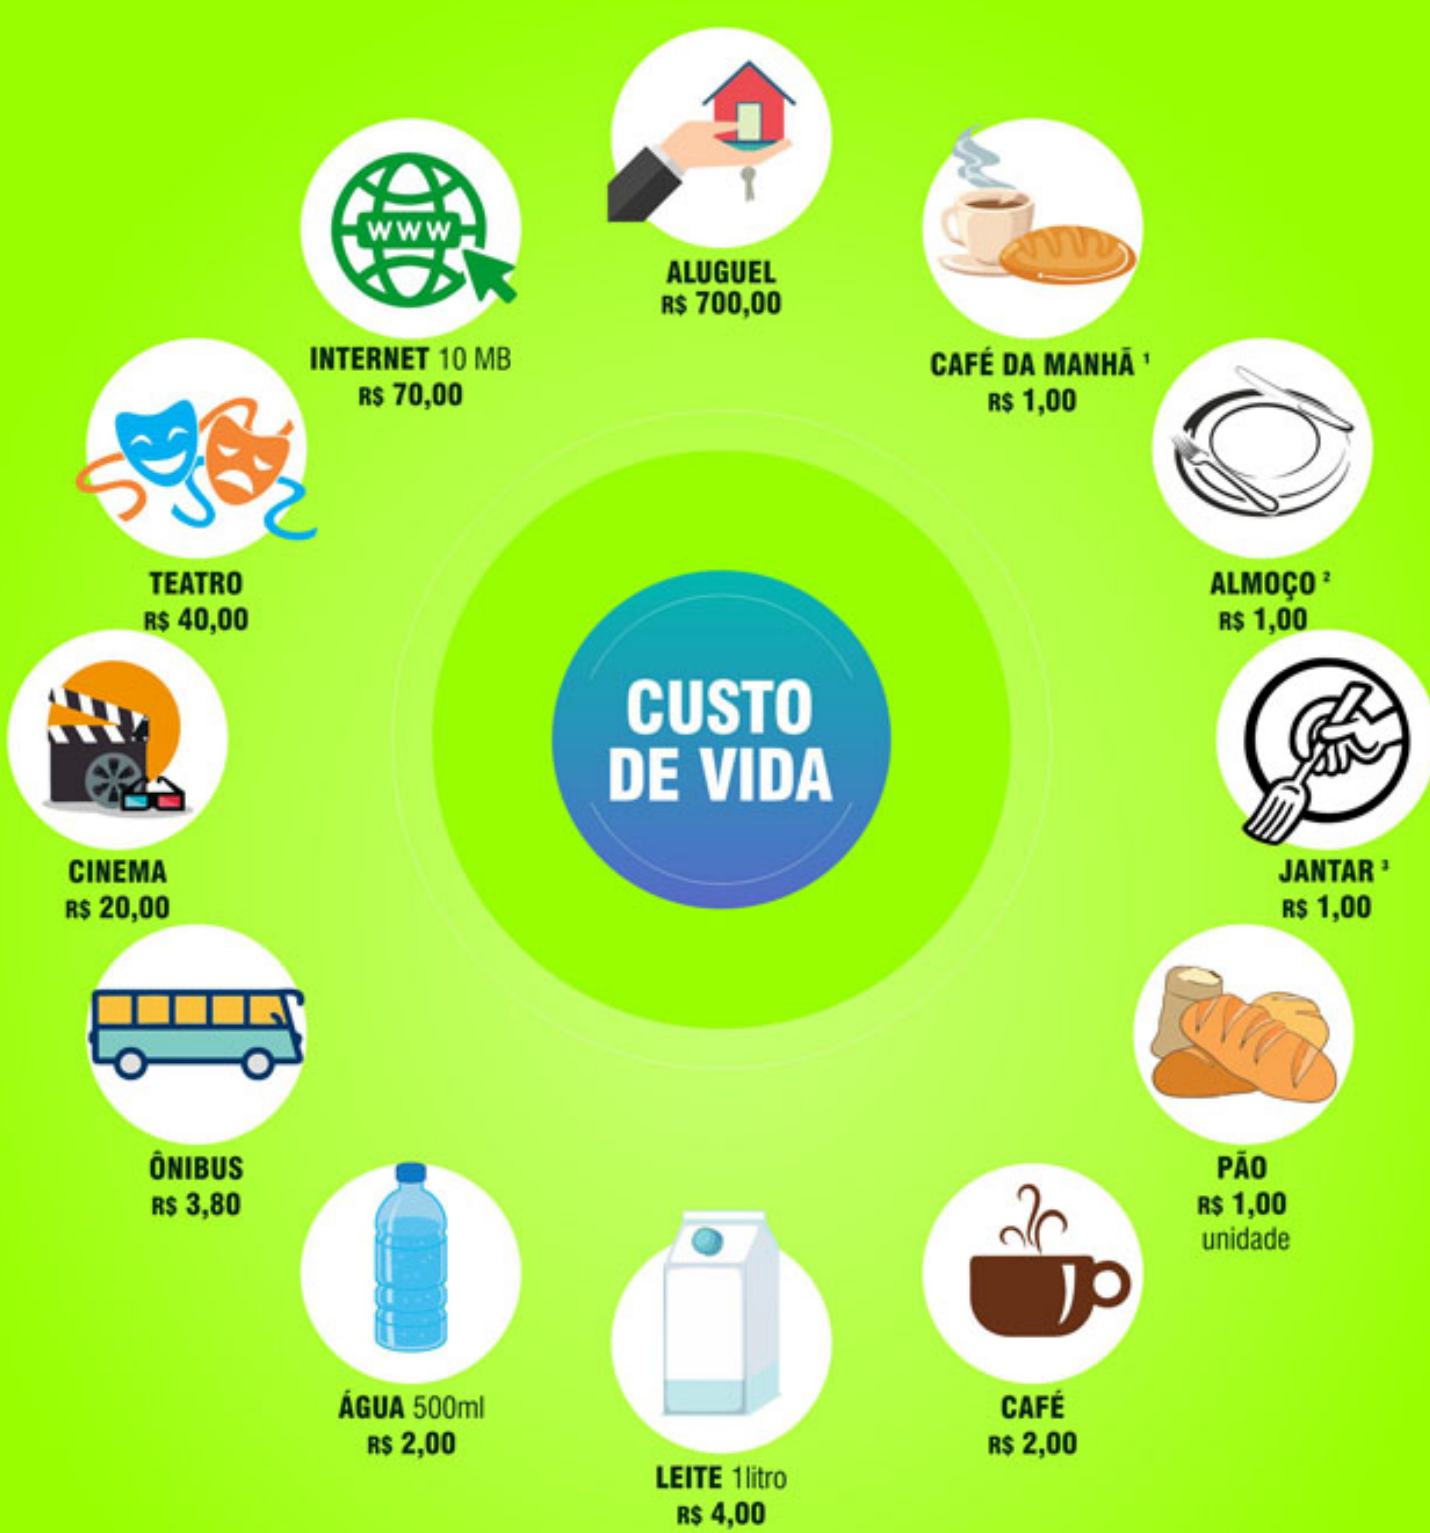 CUSTO
DE VIDA
ALUGUEL
R$ 700,00
CAFÉ DA MANHÃ ¹
R$ 1,00
ALMOÇO ²
R$ 1,00
JANTAR ³
R$ 1,00
PÃO
R$ 1,00
unidade
CAFÉ
R$ 2,00
LEITE 1litro
R$ 4,00
ÁGUA 500ml
R$ 2,00
ÔNIBUS
R$ 3,80
CINEMA
R$ 20,00
TEATRO
R$ 40,00
WWW
INTERNET 10 MB
R$ 70,00